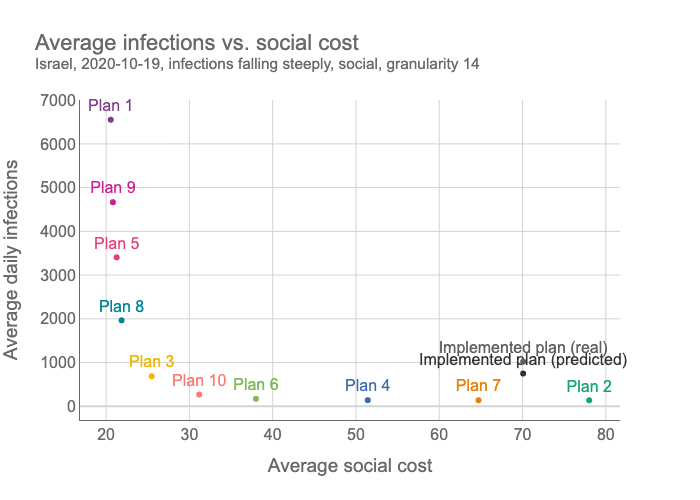 Average infections vs. social cost
Israel, 2020-10-19, infections falling steeply, social, granularity 14
7000
Plan 1
6000
5000
Plan 9
4000
Plan 5
3000
Plan 8
2000
Implemented plan (real)
1000
Plan 3
Implemented plan (predicted)
Plan 10
Plan 6
Plan 4
Plan 7
Plan 2
0
20 30 40 50 60 70 80
Average social cost
Average daily infections